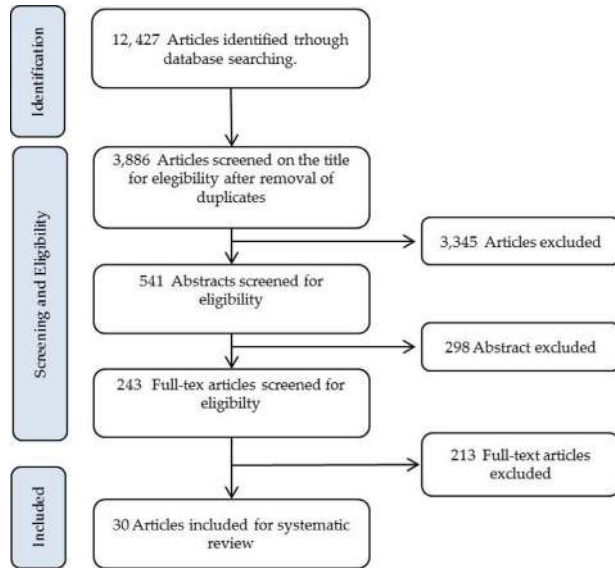 Identification
12,427 Articles identified trhough
database searching.
Screening and Eligibility
3,886 Articles screened on the title
for elegibility after removal of
duplicates
3,345 Articles excluded
541 Abstracts screened for
eligibility
298 Abstract excluded
243 Full-tex articles screened for
eligibilty
213 Full-text articles
excluded
Included
30 Articles included for systematic
review